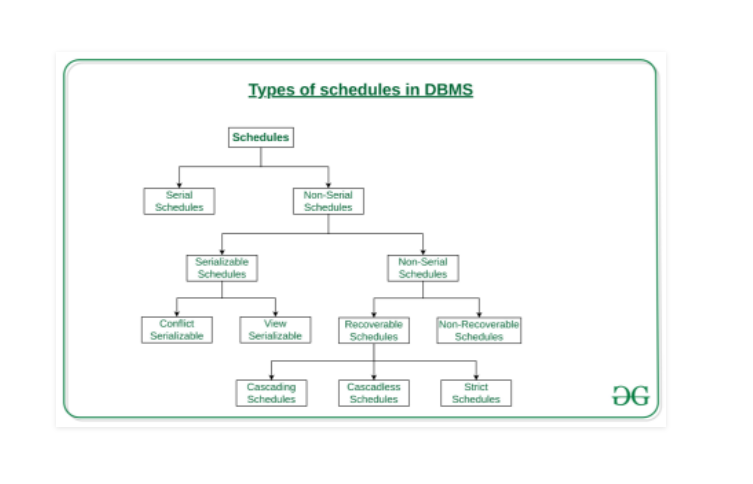 Types of schedules in DBMS
Schedules
Serial
Schedules
Non-Serial
Schedules
Serializable
Schedules
Non-Serial
Schedules
Conflict
Serializable
View
Serializable
Recoverable
Schedules
Non-Recoverable
Schedules
Cascading
Schedules
Cascadless
Schedules
Strict
Schedules